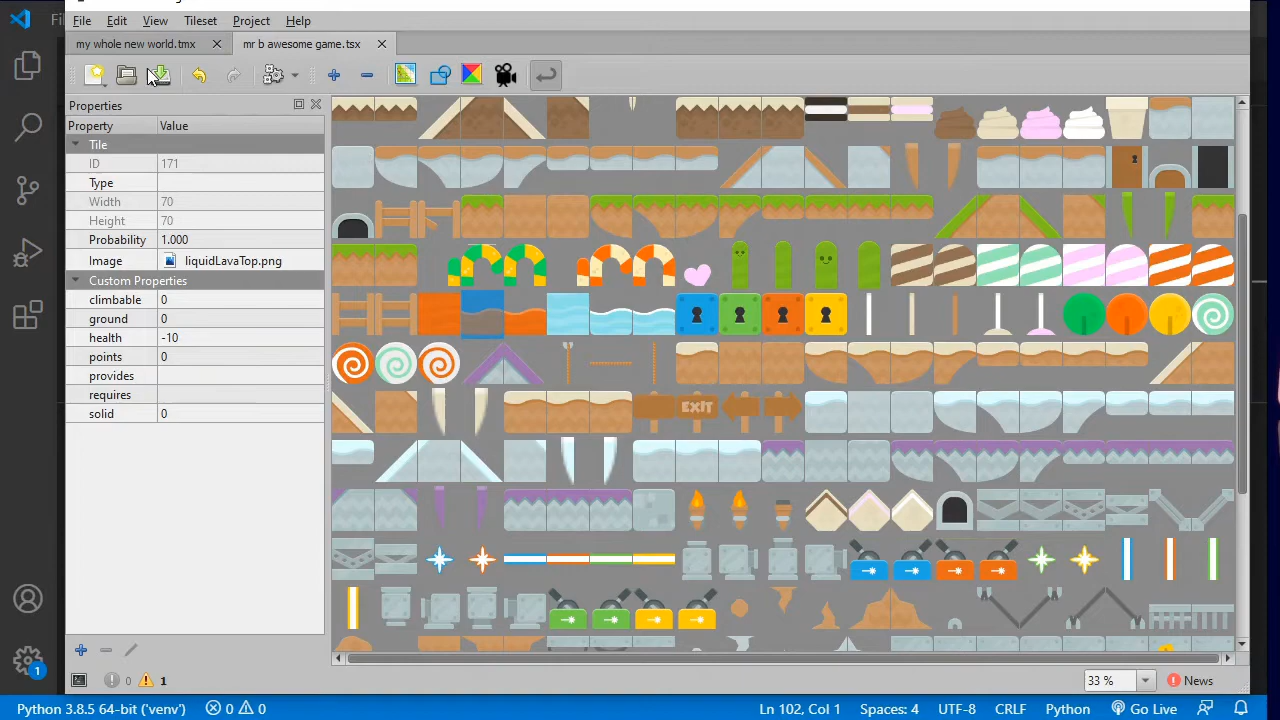 Fi
File Edit View Tileset Project Help
my whole new world.tmx mr b awesome game.tsx
Properties
Property Value
Tile
ID 171
Type
Width 70
Height 70
Probability 1.000
Image liquidLavaTop.png
Custom Properties
climbable 0
ground 0
health -10
points 0
provides
requires
solid 0
EXIT
0 1
33 % News
1
Python 3.8.5 64-bit ('venv') 0 0 Ln 102, Col 1 Spaces: 4 UTF-8 CRLF Python Go Live